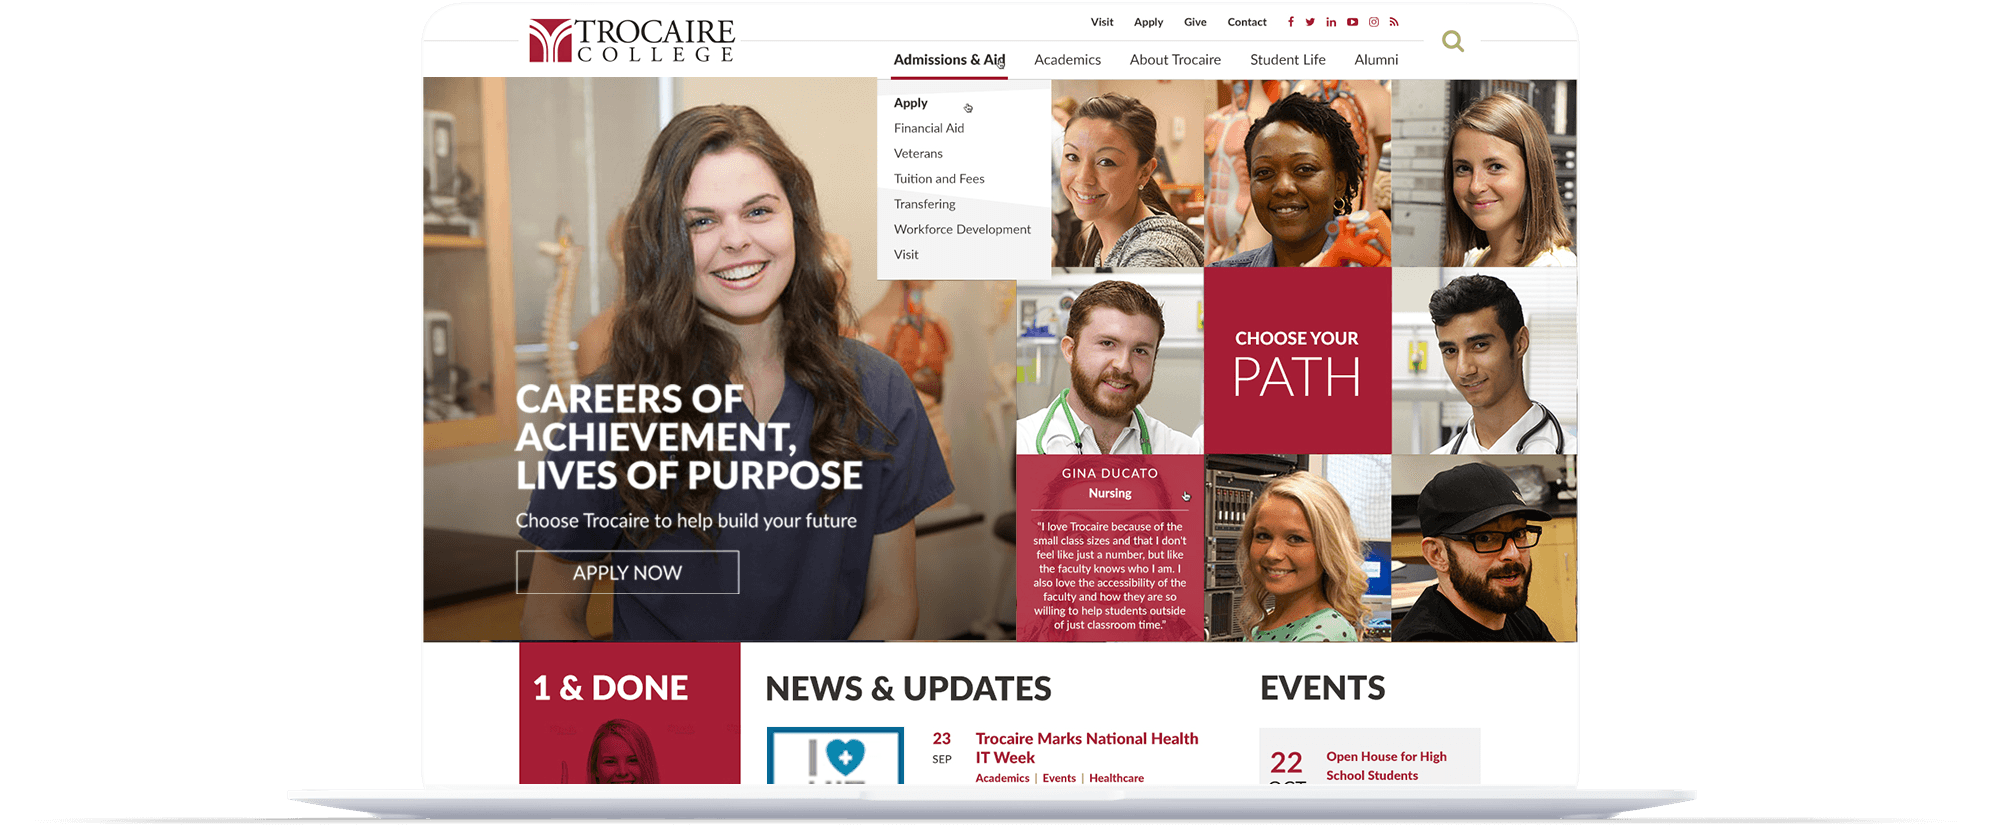 TROCAIRE
COLLEGE
Visit Apply Give Contact
Admissions & Aid Academics About Trocaire Student Life Alumni
Apply
Financial Aid
Veterans
Tuition and Fees
Transfering
Workforce Development
Visit
CAREERS OF
ACHIEVEMENT,
LIVES OF PURPOSE
Choose Trocaire to help build your future
APPLY NOW
CHOOSE YOUR
PATH
GINA DUCATO
Nursing
"I love Trocaire because of the
small class sizes and that I don't
feel like just a number, but like
the faculty knows who I am. I
also love the accessibility of the
faculty and how they are so
willing to help students outside
of just classroom time."
1 & DONE
NEWS & UPDATES
23
SEP
Trocaire Marks National Health
IT Week
Academics | Events | Healthcare
EVENTS
22
OCT
Open House for High
School Students
I